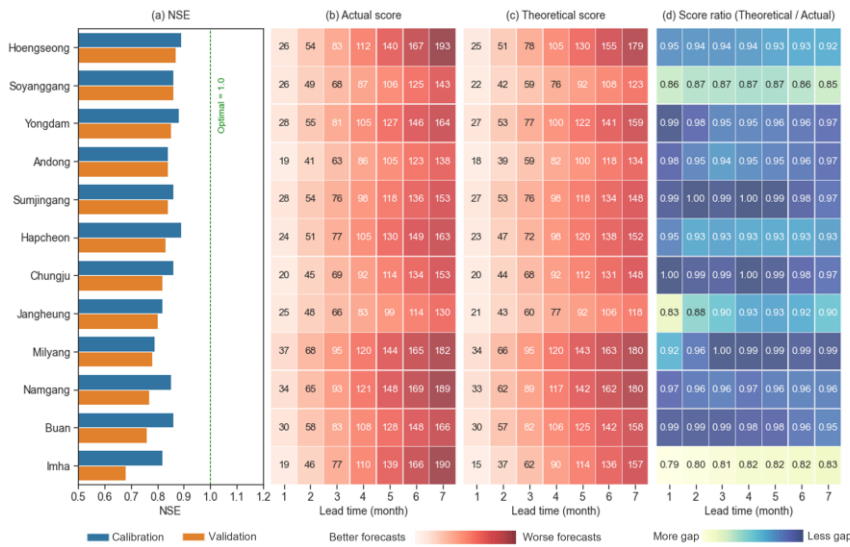 (a) NSE (b) Actual score (c) Theoretical score (d) Score ratio (Theoretical / Actual)
Optimal = 1.0
Hoengseong 26 54 83 112 140 167 193 25 51 78 105 130 155 179 0.95 0.94 0.94 0.94 0.93 0.93 0.92
Soyanggang 26 49 68 87 106 125 143 22 42 59 76 92 108 123 0.86 0.87 0.87 0.87 0.87 0.86 0.85
Yongdam 28 55 81 105 127 146 164 27 53 77 100 122 141 159 0.99 0.98 0.95 0.95 0.96 0.96 0.97
Andong 19 41 63 86 105 123 138 18 39 59 82 100 118 134 0.98 0.95 0.94 0.95 0.95 0.96 0.97
Sumjingang 28 54 76 98 118 136 153 27 53 76 98 118 134 148 0.99 1.00 0.99 1.00 0.99 0.98 0.97
Hapcheon 24 51 77 105 130 149 163 23 47 72 98 120 138 152 0.95 0.93 0.93 0.93 0.93 0.93 0.93
Chungju 20 45 69 92 114 134 153 20 44 68 92 112 131 148 1.00 0.99 0.99 1.00 0.99 0.98 0.97
Jangheung 25 48 66 83 99 114 130 21 43 60 77 92 106 118 0.83 0.88 0.90 0.93 0.93 0.92 0.90
Milyang 37 68 95 120 144 165 182 34 66 95 119 143 163 180 0.92 0.96 1.00 0.99 0.99 0.99 0.99
Namgang 34 65 93 121 148 169 189 33 62 89 117 142 162 180 0.97 0.96 0.96 0.97 0.96 0.96 0.96
Buan 30 58 83 108 128 148 166 30 57 82 106 125 142 158 0.99 0.99 0.99 0.98 0.98 0.96 0.95
Imha 19 46 77 110 139 166 190 15 37 62 90 114 136 157 0.79 0.80 0.81 0.82 0.82 0.82 0.83
0.5 0.6 0.7 0.8 0.9 1.0 1.1 1.2 1 2 3 4 5 6 7 1 2 3 4 5 6 7 1 2 3 4 5 6 7
NSE Lead time (month) Lead time (month) Lead time (month)
Calibration Validation Better forecasts Worse forecasts More gap Less gap